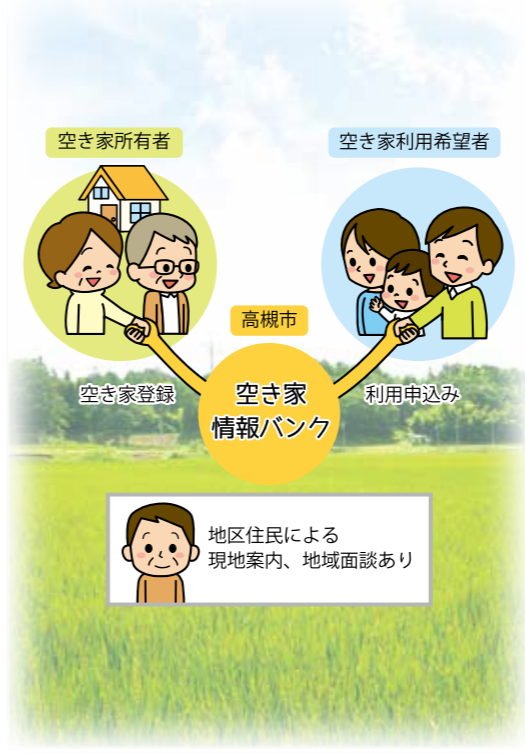 空き家所有者
空き家利用希望者
高槻市
空き家登録
空き家
情報バンク
利用申込み
地区住民による
現地案内、地域面談あり